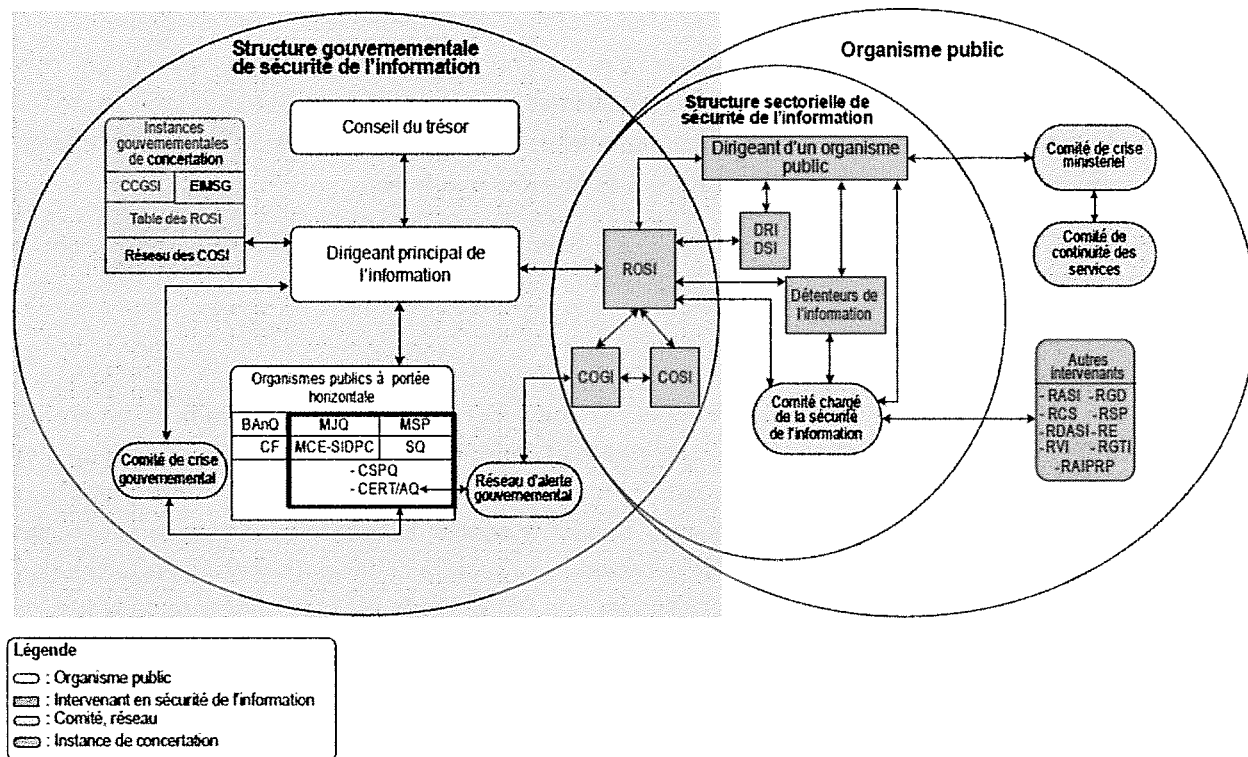 Structure gouvernementale
de sécurité de l'information
Organisme public
Structure sectorielle de
sécurité de l'information
Instances
gouvernementales
de concertation
CCGSI
EIMSG
Table des ROSI
Réseau des COSI
Conseil du trésor
Dirigeant principal de
l'information
Organismes publics à portée
horizontale
BAnQ
MJQ
MSP
CF
MCE-SIDPC
SQ
- CSPQ
- CERT/AQ
Comité de crise
gouvernemental
Réseau d'alerte
gouvernemental
Dirigeant d'un organisme
public
DRI
DSI
ROSI
Détenteurs de
l'information
COGI
COSI
Comité chargé
de la sécurité
de l'information
Comité de crise
ministériel
Comité de
continuité des
services
Autres
intervenants
- RASI - RGD
- RCS - RSP
- RDASI - RE
- RVI - RGTI
- RAIPRP
Légende
: Organisme public
: Intervenant en sécurité de l'information
: Comité, réseau
: Instance de concertation